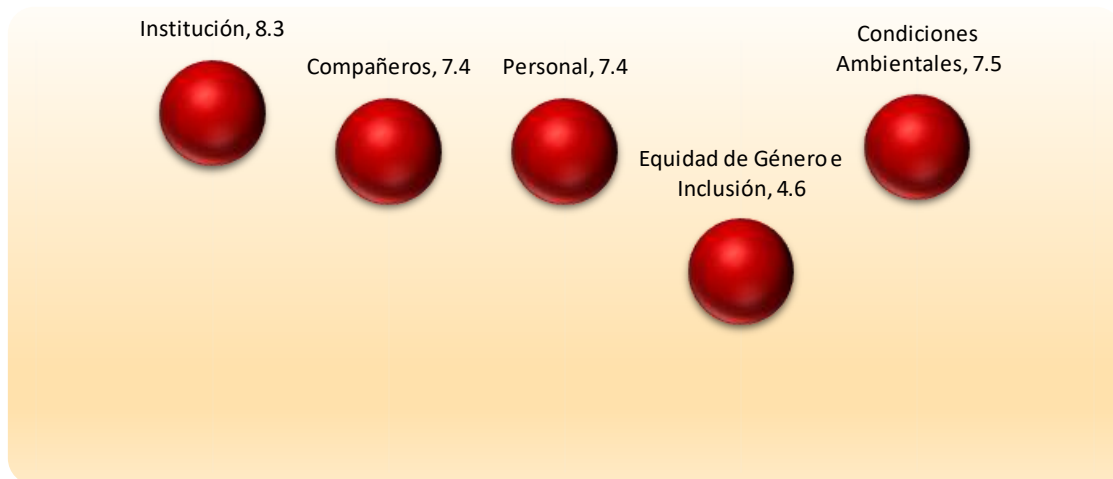 Institución, 8.3
Compañeros, 7.4
Personal, 7.4
Equidad de Género e
Inclusión, 4.6
Condiciones
Ambientales, 7.5